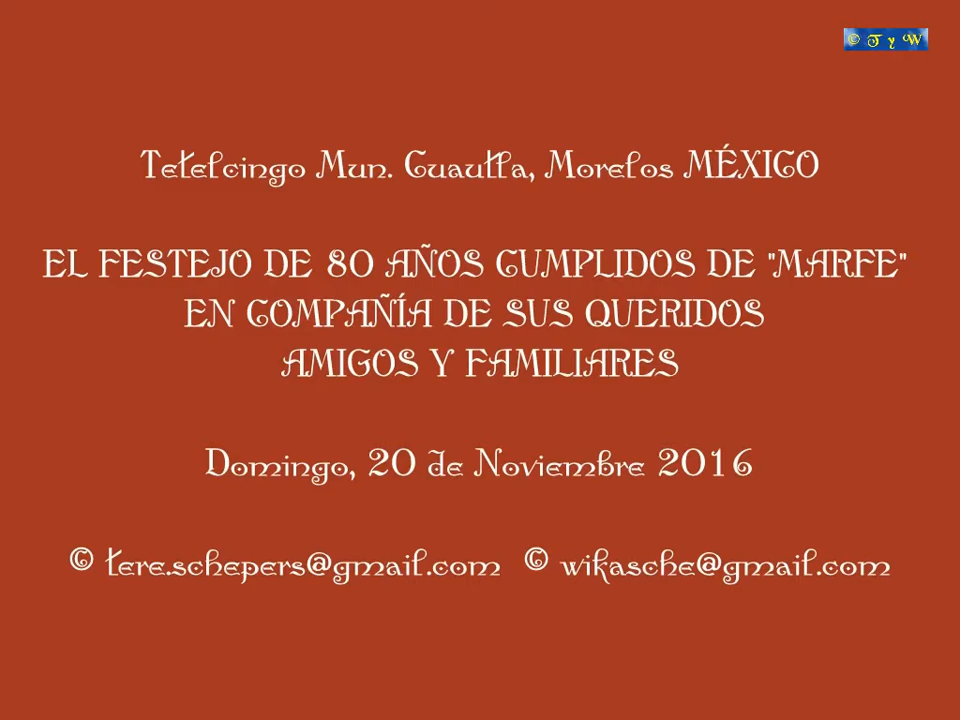 © T y W
Tetelcingo Mun. Cuautla, Morelos MÉXICO
EL FESTEJO DE 80 AÑOS CUMPLIDOS DE "MARFE"
EN COMPAÑÍA DE SUS QUERIDOS
AMIGOS Y FAMILIARES
Domingo, 20 de Noviembre 2016
© tere.schepers@gmail.com © wikasche@gmail.com